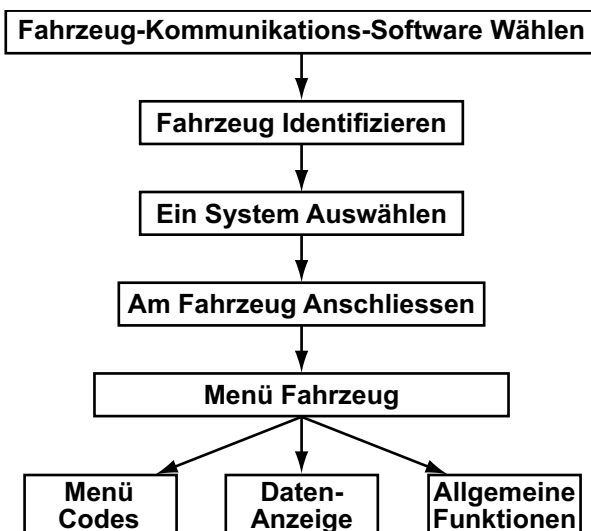 Fahrzeug-Kommunikations-Software Wählen
Fahrzeug Identifizieren
Ein System Auswählen
Am Fahrzeug Anschliessen
Menü Fahrzeug
Menü
Codes
Daten-
Anzeige
Allgemeine
Funktionen